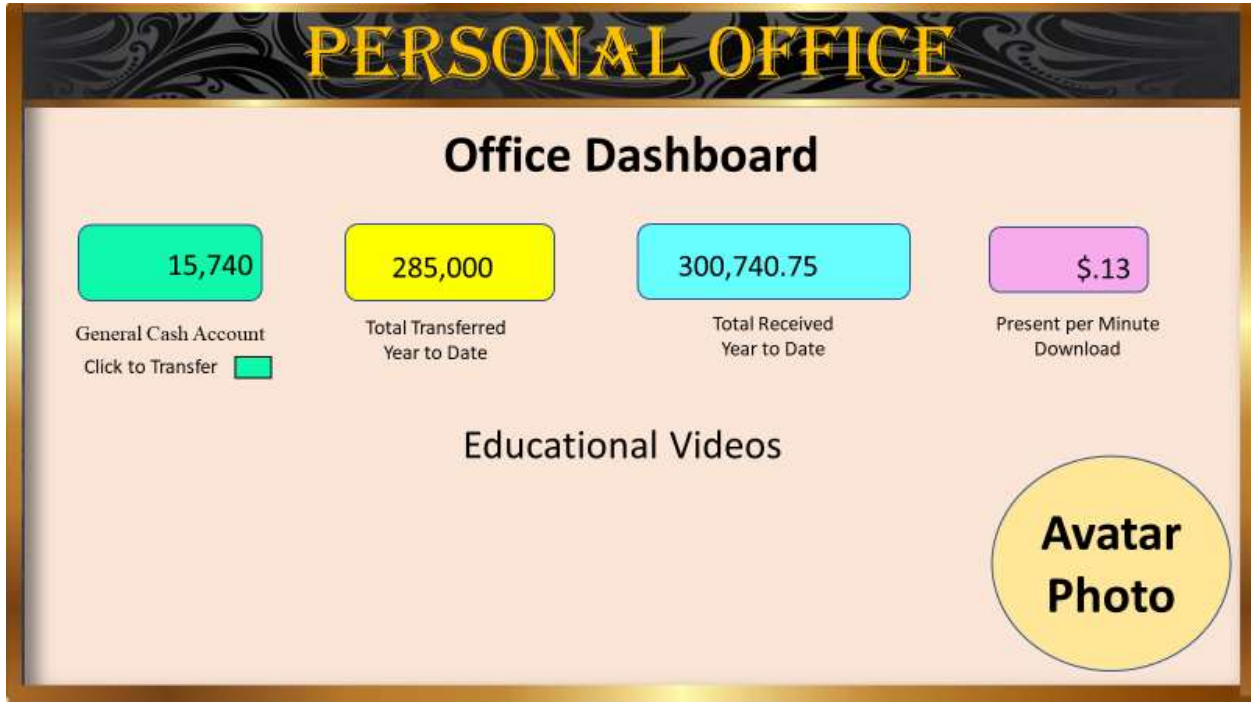 PERSONAL OFFICE
Office Dashboard
15,740
285,000
300,740.75
$.13
General Cash Account
Click to Transfer
Total Transferred
Year to Date
Total Received
Year to Date
Present per Minute
Download
Educational Videos
Avatar
Photo